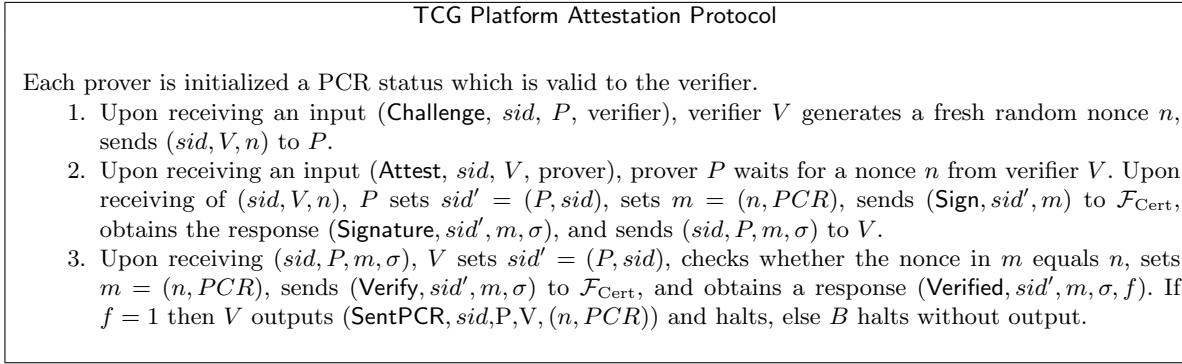 TCG Platform Attestation Protocol
Each prover is initialized a PCR status which is valid to the verifier.
1. Upon receiving an input (Challenge, sid, P, verifier), verifier V generates a fresh random nonce n,
sends (sid, V, n) to P.
2. Upon receiving an input (Attest, sid, V, prover), prover P waits for a nonce n from verifier V. Upon
receiving of (sid, V, n), P sets sid′ = (P, sid), sets m = (n, PCR), sends (Sign, sid′, m) to F_Cert,
obtains the response (Signature, sid′, m, σ), and sends (sid, P, m, σ) to V.
3. Upon receiving (sid, P, m, σ), V sets sid′ = (P, sid), checks whether the nonce in m equals n, sets
m = (n, PCR), sends (Verify, sid′, m, σ) to F_Cert, and obtains a response (Verified, sid′, m, σ, f). If
f = 1 then V outputs (SentPCR, sid,P,V, (n, PCR)) and halts, else B halts without output.